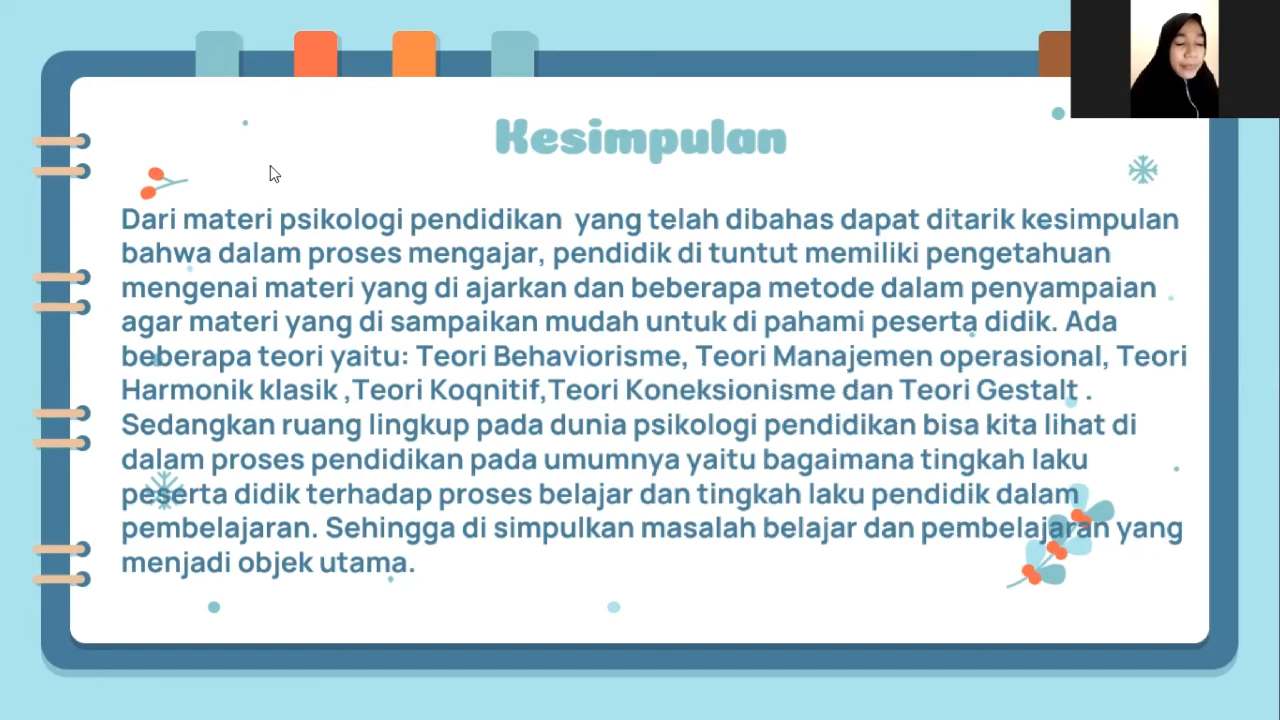 Kesimpulan
Dari materi psikologi pendidikan  yang telah dibahas dapat ditarik kesimpulan
bahwa dalam proses mengajar, pendidik di tuntut memiliki pengetahuan
mengenai materi yang di ajarkan dan beberapa metode dalam penyampaian
agar materi yang di sampaikan mudah untuk di pahami peserta didik. Ada
beberapa teori yaitu: Teori Behaviorisme, Teori Manajemen operasional, Teori
Harmonik klasik ,Teori Koqnitif,Teori Koneksionisme dan Teori Gestalt .
Sedangkan ruang lingkup pada dunia psikologi pendidikan bisa kita lihat di
dalam proses pendidikan pada umumnya yaitu bagaimana tingkah laku
peserta didik terhadap proses belajar dan tingkah laku pendidik dalam
pembelajaran. Sehingga di simpulkan masalah belajar dan pembelajaran yang
menjadi objek utama.